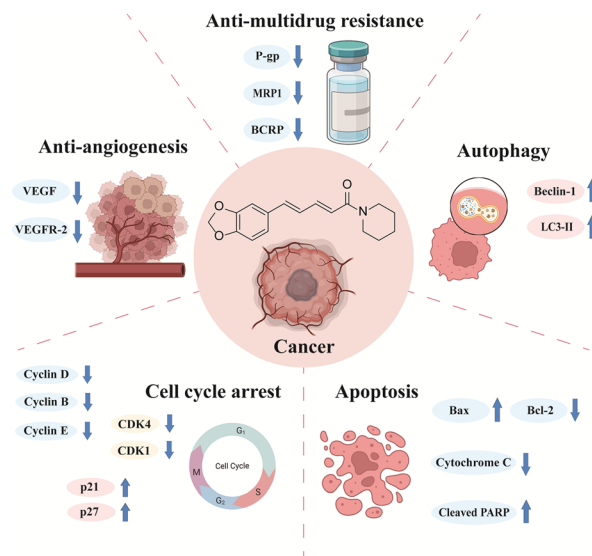 Anti-multidrug resistance
P-gp
MRP1
BCRP
Anti-angiogenesis
VEGF
VEGFR-2
Autophagy
Beclin-1
LC3-II
O
O
O
N
Cancer
Cell cycle arrest
Cyclin D
Cyclin B
Cyclin E
CDK4
CDK1
p21
p27
G1
S
G2
M
Cell Cycle
Apoptosis
Bax
Bcl-2
Cytochrome C
Cleaved PARP